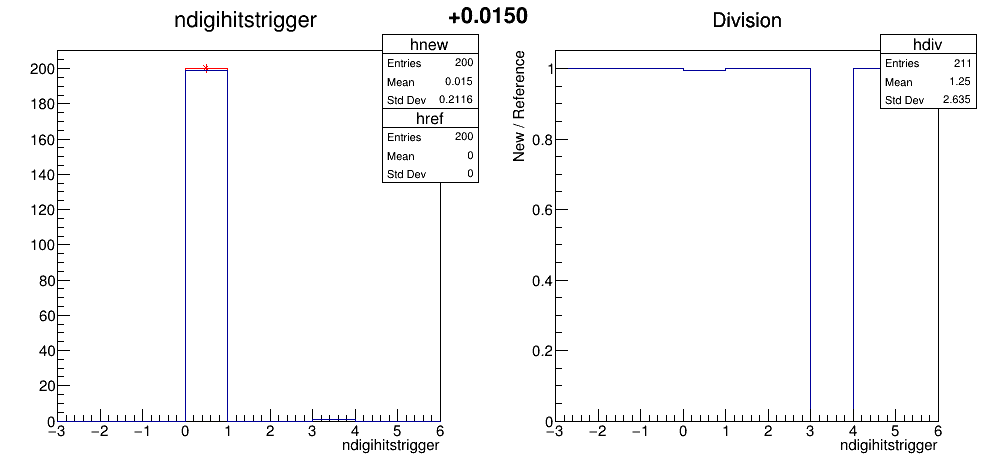 ndigihitstrigger
+0.0150
Division
hnew
Entries 200
Mean 0.015
Std Dev 0.2116
href
Entries 200
Mean 0
Std Dev 0
200
180
160
140
120
100
80
60
40
20
0
−3 −2 −1 0 1 2 3 4 5 6
ndigihitstrigger
hdiv
Entries 211
Mean 1.25
Std Dev 2.635
New / Reference
1
0.8
0.6
0.4
0.2
0
−3 −2 −1 0 1 2 3 4 5 6
ndigihitstrigger